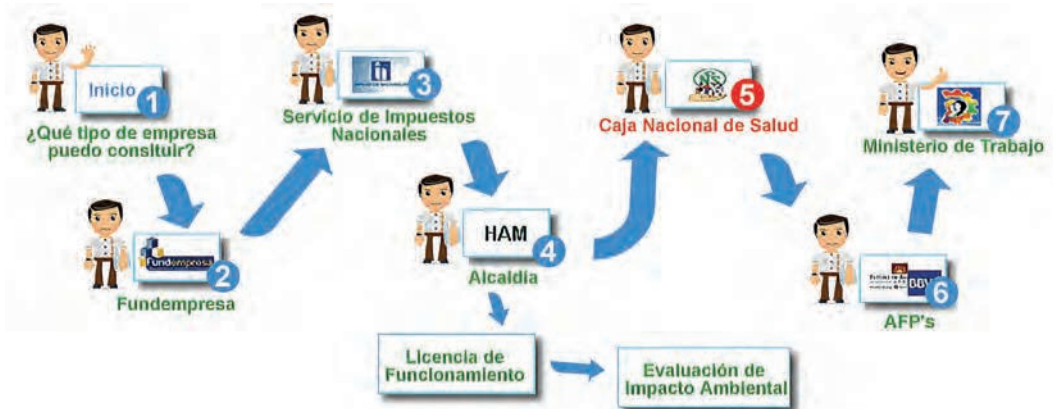 Inicio
1
¿Qué tipo de empresa
puedo consituir?
Fundempresa
2
Fundempresa
3
Servicio de Impuestos
Nacionales
HAM
4
Alcaldía
Licencia de
Funcionamiento
Evaluación de
Impacto Ambiental
5
Caja Nacional de Salud
BBV
6
AFP's
7
Ministerio de Trabajo